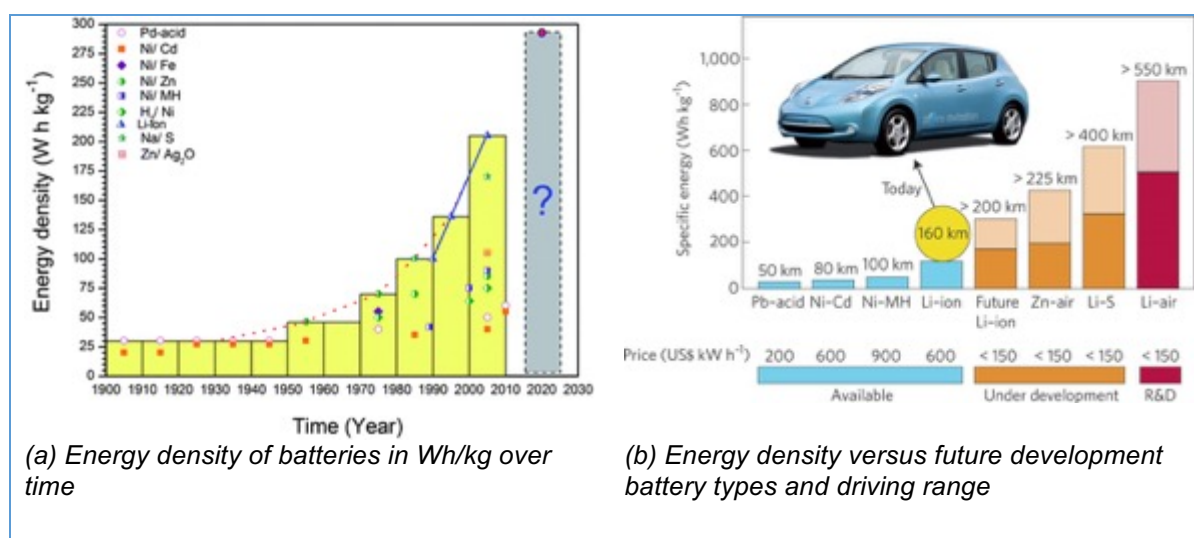 300
275
250
225
200
175
150
125
100
75
50
25
0
Energy density (W h kg⁻¹)
Pd-acid
Ni/ Cd
Ni/ Fe
Ni/ Zn
Ni/ MH
H₂/ Ni
Li-Ion
Na/ S
Zn/ Ag₂O
?
1900 1910 1920 1930 1940 1950 1960 1970 1980 1990 2000 2010 2020 2030
Time (Year)
(a) Energy density of batteries in Wh/kg over
time
Specific energy (Wh kg⁻¹)
1,000
800
600
400
200
0
> 550 km
> 400 km
> 225 km
Today
> 200 km
160 km
50 km 80 km 100 km
Pb-acid Ni-Cd Ni-MH Li-ion Future Zn-air Li-S Li-air
Li-ion
Price (US$ kW h⁻¹) 200 600 900 600 < 150 < 150 < 150 < 150
Available Under development R&D
(b) Energy density versus future development
battery types and driving range